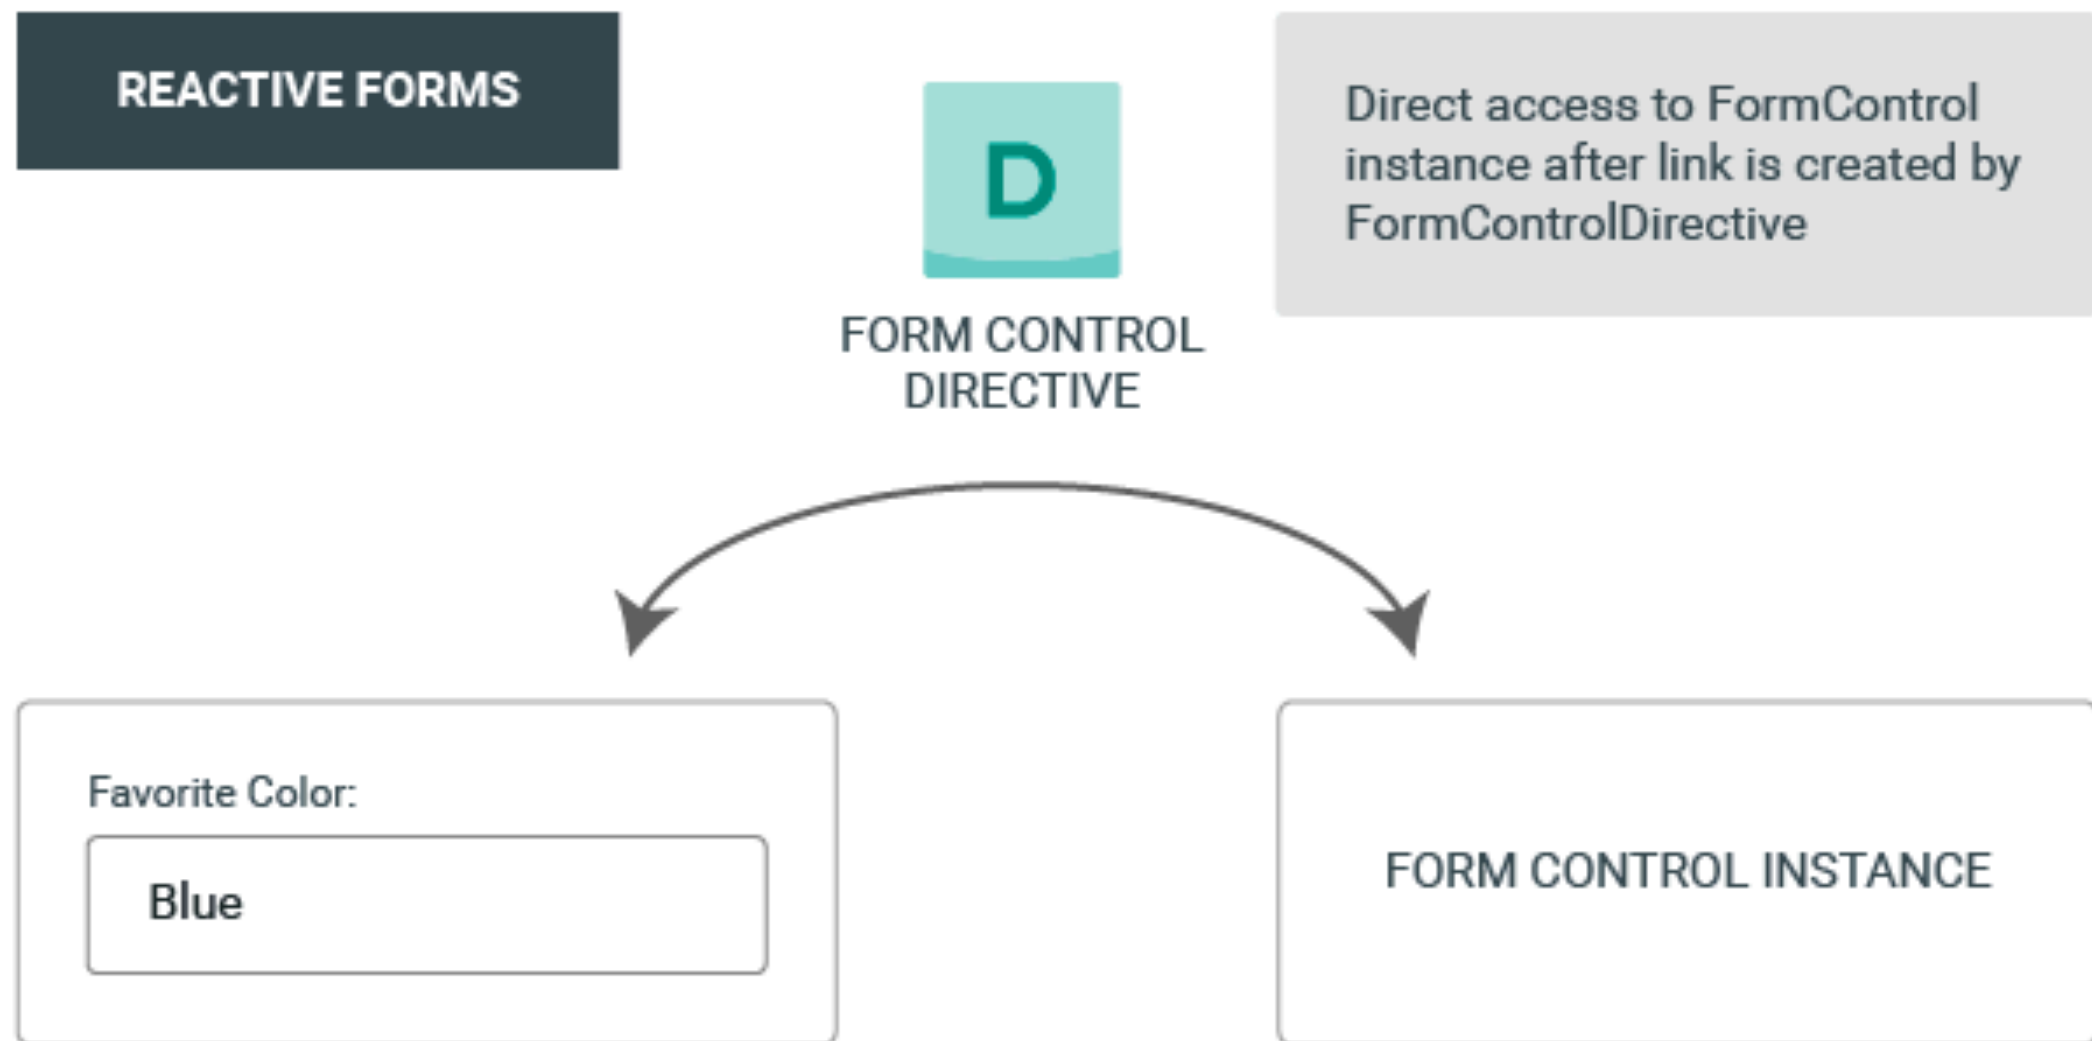 REACTIVE FORMS
D
FORM CONTROL
DIRECTIVE
Direct access to FormControl
instance after link is created by
FormControlDirective
Favorite Color:
Blue
FORM CONTROL INSTANCE